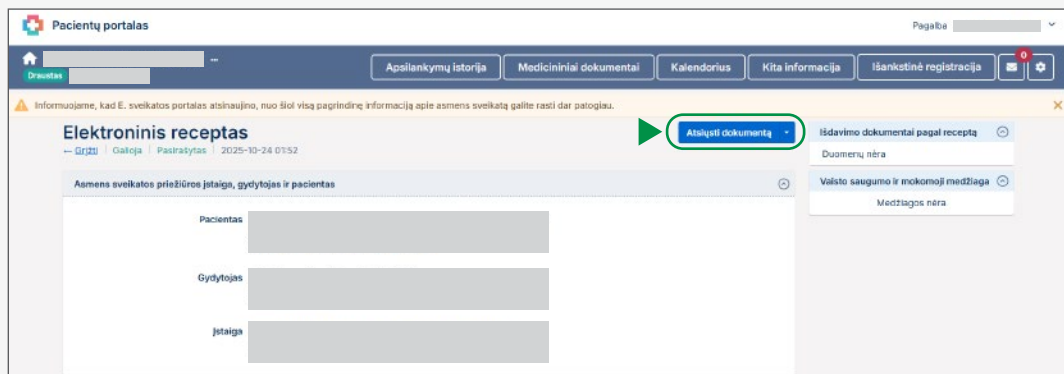 Pacientų portalas
Pagalba
...
Draustas
Apsilankymų istorija
Medicininiai dokumentai
Kalendorius
Kita informacija
Išankstinė registracija
0
Informuojame, kad E. sveikatos portalas atsinaujino, nuo šiol visą pagrindinę informaciją apie asmens sveikatą galite rasti dar patogiau.
Elektroninis receptas
← Grįžti Galioja Pasirašytas 2025-10-24 01:52
Atsiųsti dokumentą
Asmens sveikatos priežiūros įstaiga, gydytojas ir pacientas
Pacientas
Gydytojas
Įstaiga
Išdavimo dokumentai pagal receptą
Duomenų nėra
Vaisto saugumo ir mokomoji medžiaga
Medžiagos nėra